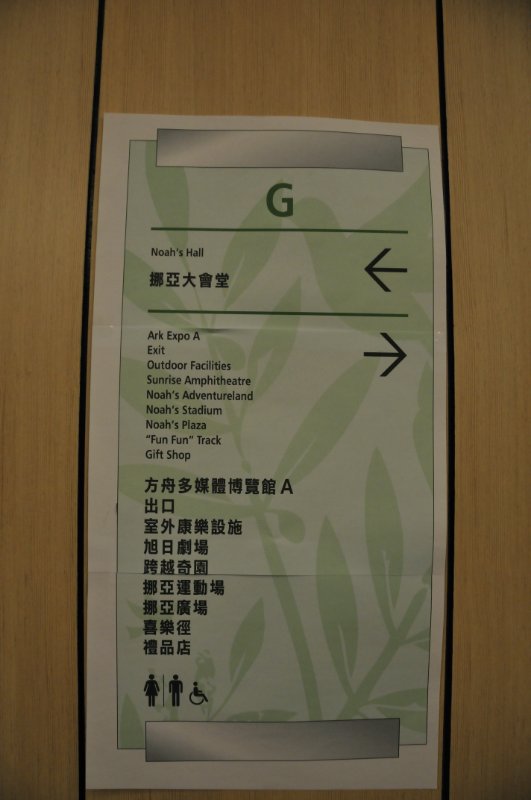 G
Noah's Hall
挪亞大會堂
Ark Expo A
Exit
Outdoor Facilities
Sunrise Amphitheatre
Noah's Adventureland
Noah's Stadium
Noah's Plaza
"Fun Fun" Track
Gift Shop
方舟多媒體博覽館 A
出口
室外康樂設施
旭日劇場
跨越奇園
挪亞運動場
挪亞廣場
喜樂徑
禮品店